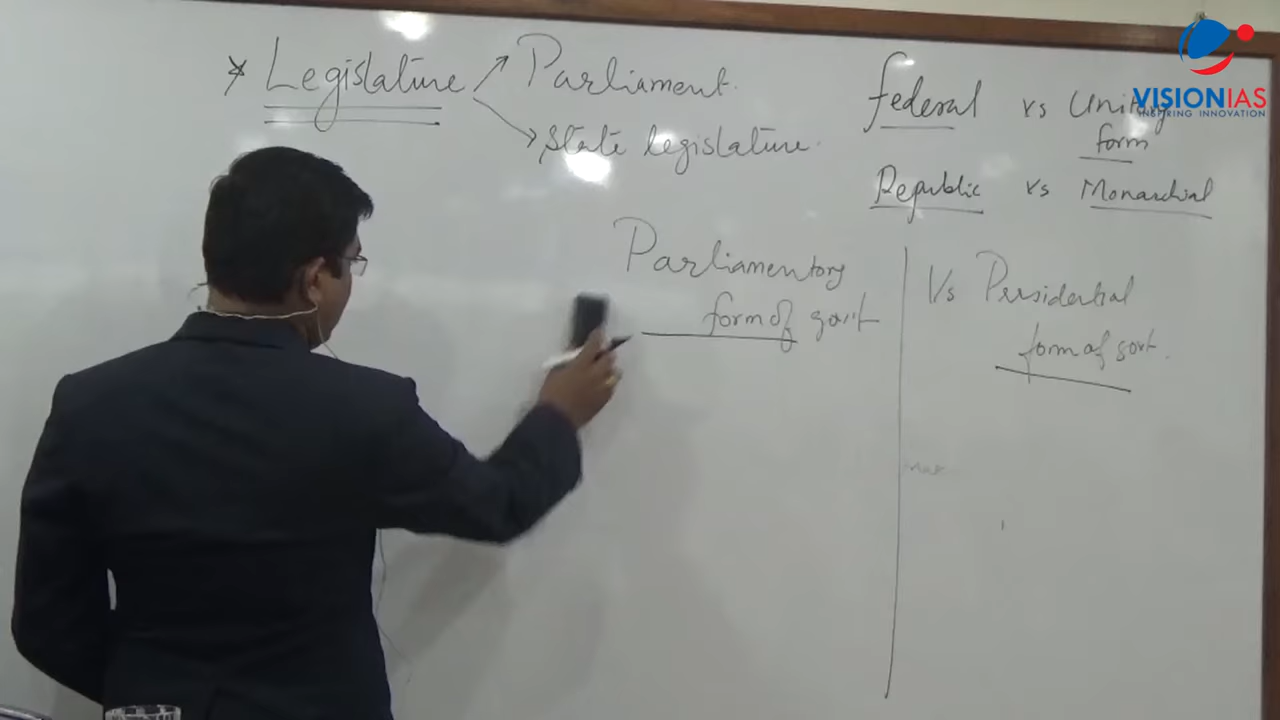 * Legislature → Parliament.
→ State legislature.
federal vs Unitary
form
Republic vs Monarchial
Parliamentory
form of govt
Vs Presidential
form of govt.
VISIONIAS
INSPIRING INNOVATION